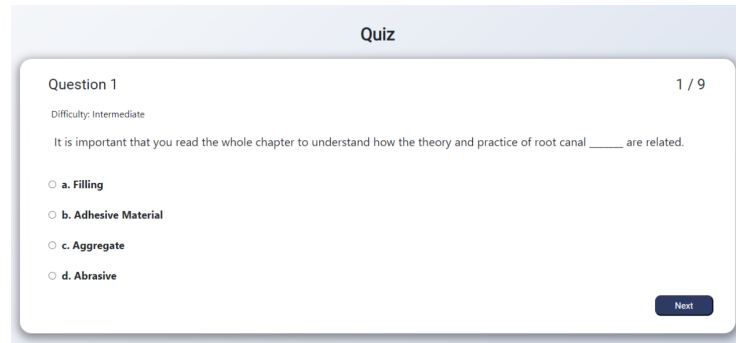 Quiz
Question 1
1 / 9
Difficulty: Intermediate
It is important that you read the whole chapter to understand how the theory and practice of root canal ______ are related.
a. Filling
b. Adhesive Material
c. Aggregate
d. Abrasive
Next